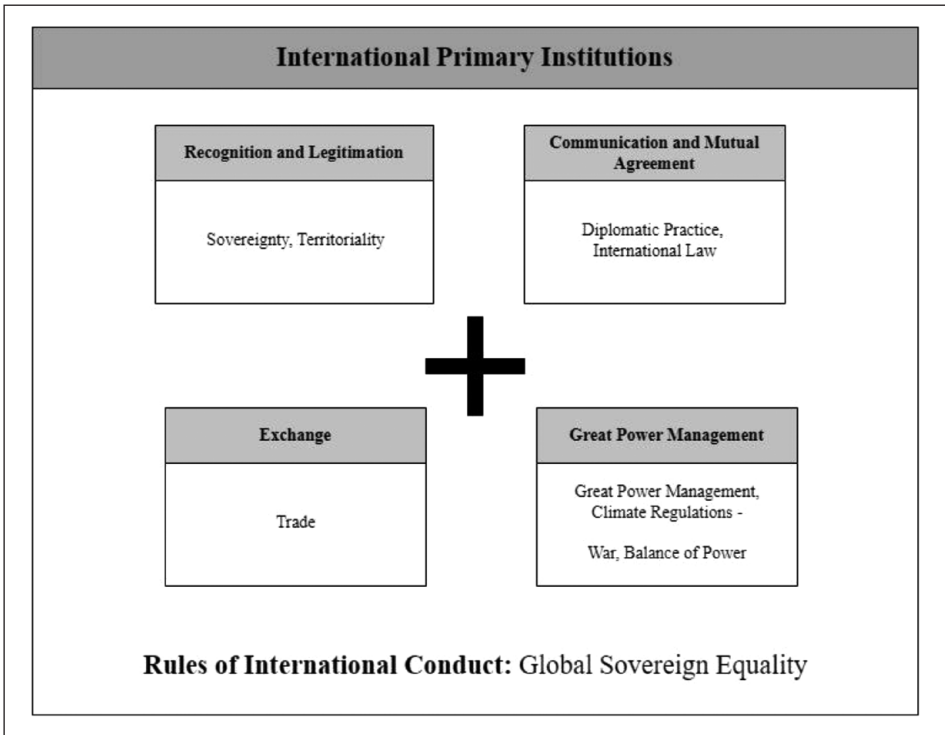 International Primary Institutions
Recognition and Legitimation
Sovereignty, Territoriality
Communication and Mutual
Agreement
Diplomatic Practice,
International Law
Exchange
Trade
Great Power Management
Great Power Management,
Climate Regulations -
War, Balance of Power
Rules of International Conduct: Global Sovereign Equality